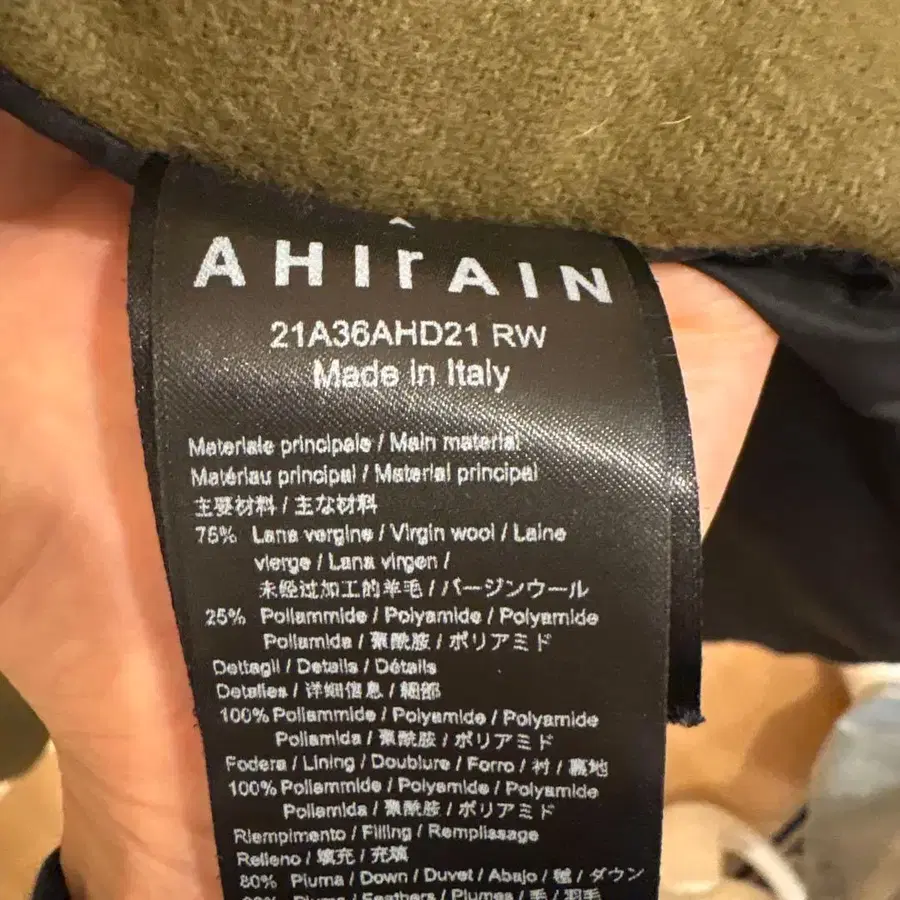 AHIrAIN
21A36AHD21 RW
Made in Italy
Materiale principale / Main material
Matériau principal / Material principal
主要材料 / 主な材料
75% Lana vergine / Virgin wool / Laine
vierge / Lana virgen /
未经过加工的羊毛 / バージンウール
25% Poliammide / Polyamide / Polyamide
Poliamida / 聚酰胺 / ポリアミド
Dettagli / Details / Détails
Detalles / 详细信息 / 細部
100% Poliammide / Polyamide / Polyamide
Poliamida / 聚酰胺 / ポリアミド
Fodera / Lining / Doublure / Forro / 衬 / 裏地
100% Poliammide / Polyamide / Polyamide
Poliamida / 聚酰胺 / ポリアミド
Riempimento / Filling / Remplissage
Relleno / 填充 / 充填
80% Piuma / Down / Duvet / Abajo / ダウン
Feathers / Plumes / 毛 / 羽毛